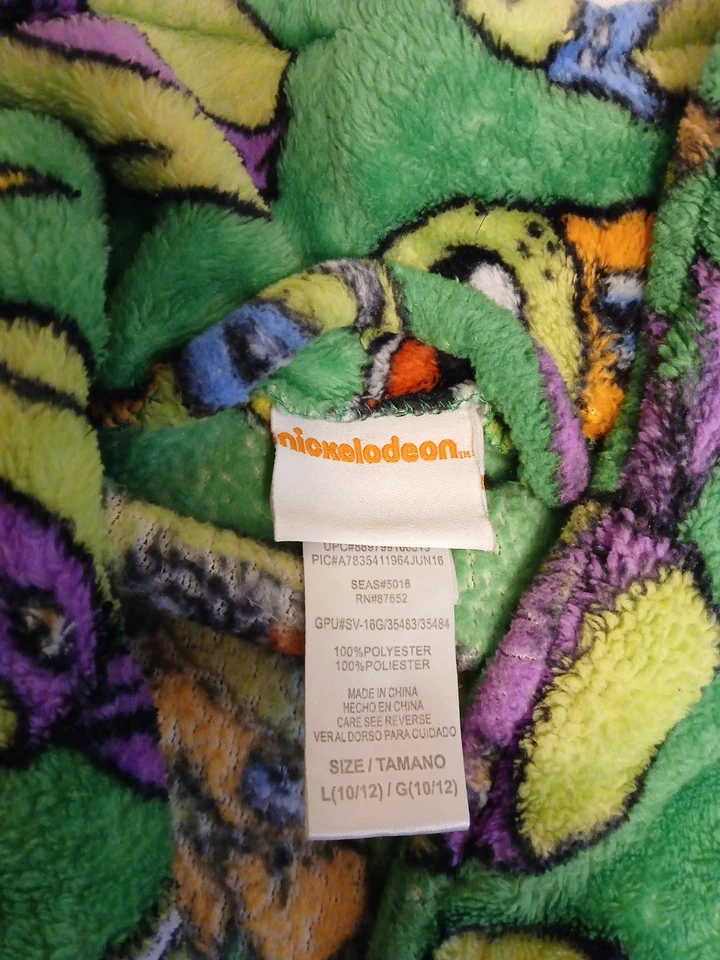 nickelodeon™
PIC#A7835411964JUN16
SEAS#5016
RN#87652
GPU#SV-16G/35483/35484
100%POLYESTER
100%POLIESTER
MADE IN CHINA
HECHO EN CHINA
CARE SEE REVERSE
VER AL DORSO PARA CUIDADO
SIZE / TAMANO
L(10/12) / G(10/12)